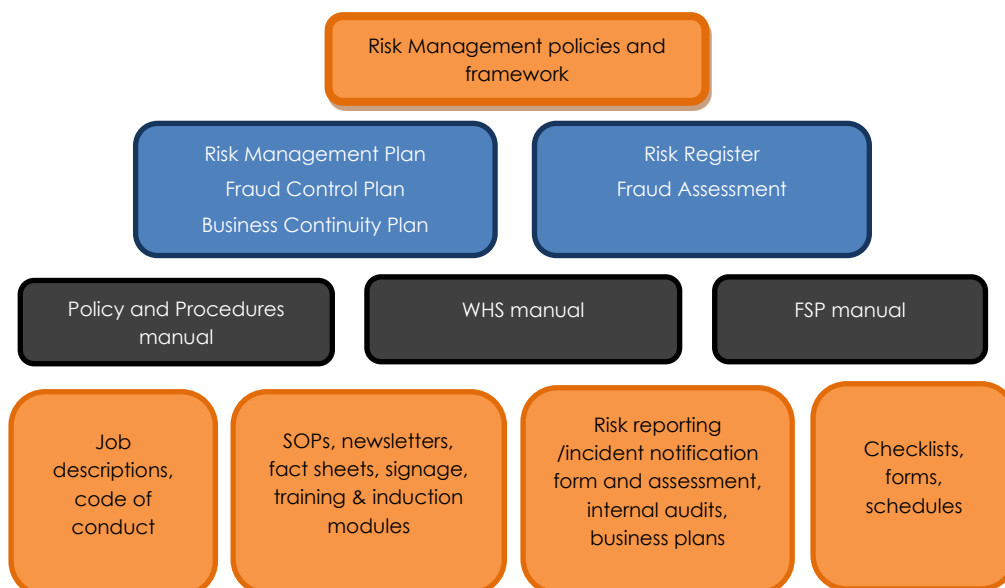 Risk Management policies and
framework
Risk Management Plan
Fraud Control Plan
Business Continuity Plan
Risk Register
Fraud Assessment
Policy and Procedures
manual
WHS manual
FSP manual
Job
descriptions,
code of
conduct
SOPs, newsletters,
fact sheets, signage,
training & induction
modules
Risk reporting
/incident notification
form and assessment,
internal audits,
business plans
Checklists,
forms,
schedules